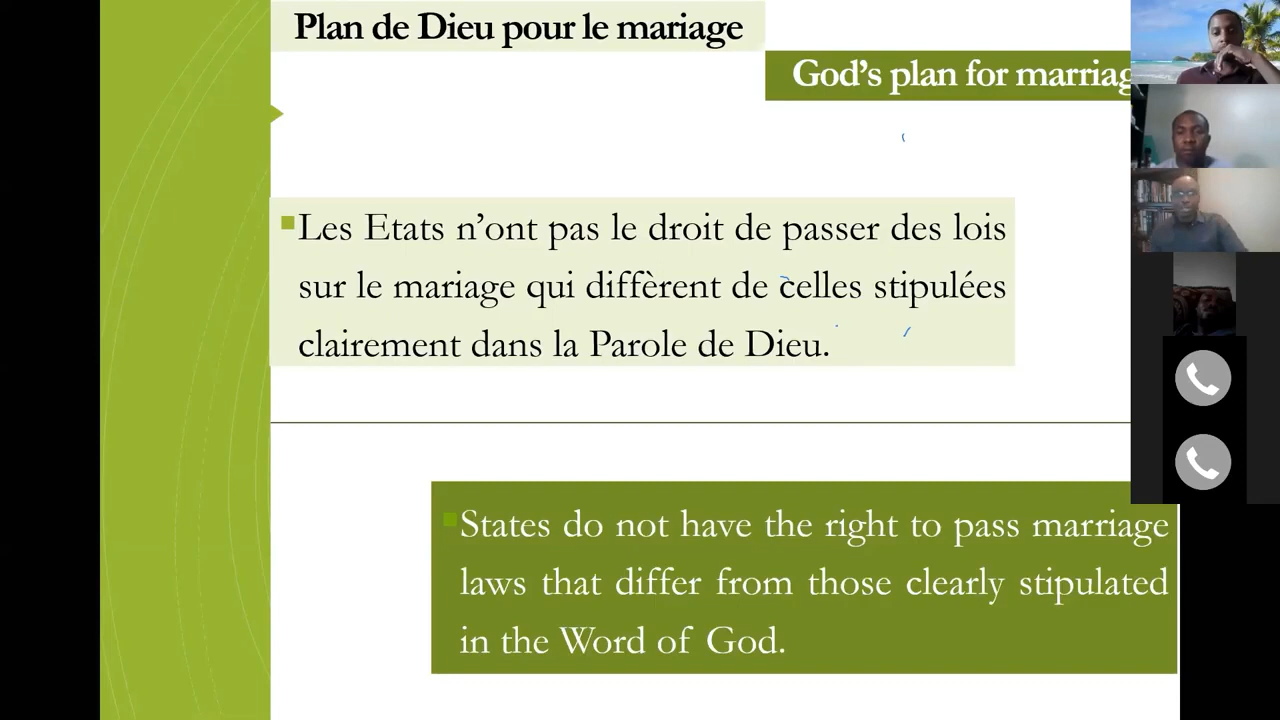 Plan de Dieu pour le mariage
God's plan for marriag
Les Etats n'ont pas le droit de passer des lois
sur le mariage qui diffèrent de celles stipulées
clairement dans la Parole de Dieu.
States do not have the right to pass marriage
laws that differ from those clearly stipulated
in the Word of God.